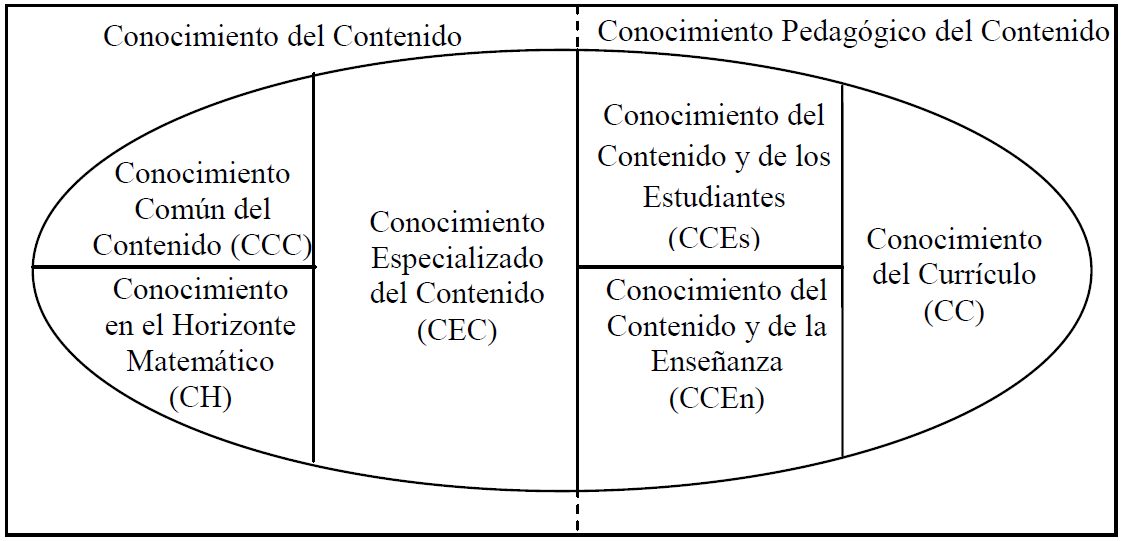 Conocimiento del Contenido
Conocimiento Pedagógico del Contenido
Conocimiento
Común del
Contenido (CCC)
Conocimiento
en el Horizonte
Matemático
(CH)
Conocimiento
Especializado
del Contenido
(CEC)
Conocimiento del
Contenido y de los
Estudiantes
(CCEs)
Conocimiento del
Contenido y de la
Enseñanza
(CCEn)
Conocimiento
del Currículo
(CC)